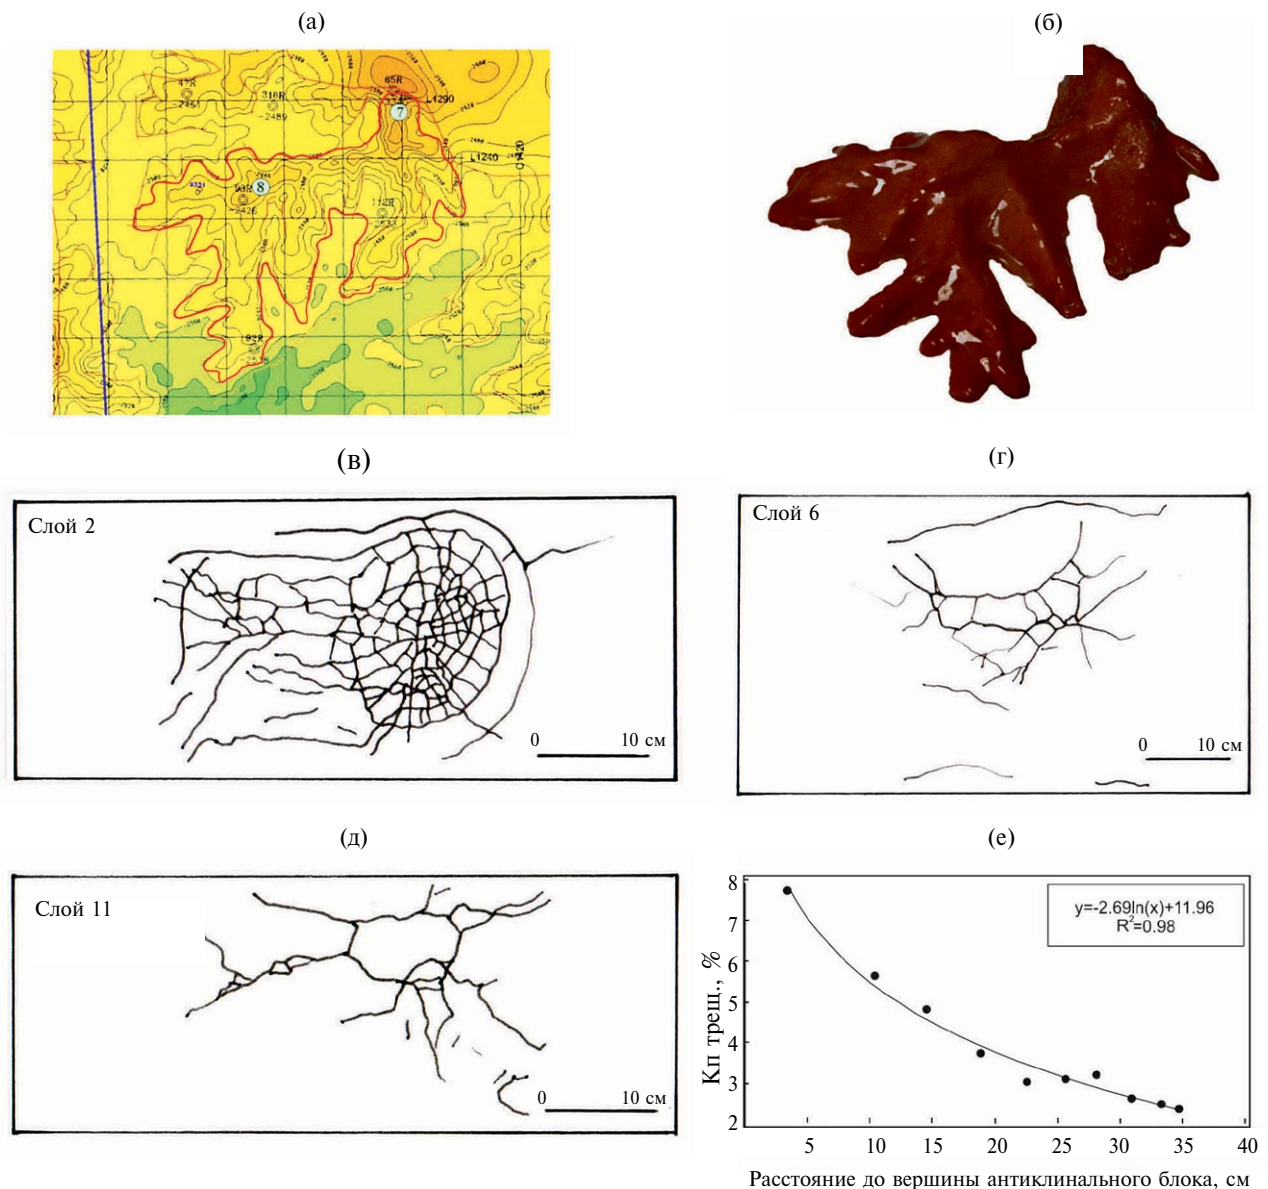 (а)
(б)
47R
-2451
216R
-2489
65R
7
L1290
L1240
93R
8
-2426
112R
192R
(в)
(г)
Слой 2
0 10 см
Слой 6
0 10 см
(д)
(е)
Слой 11
0 10 см
Кп трещ., %
8
7
6
5
4
3
2
y=-2.69ln(x)+11.96
R²=0.98
5 10 15 20 25 30 35 40
Расстояние до вершины антиклинального блока, см